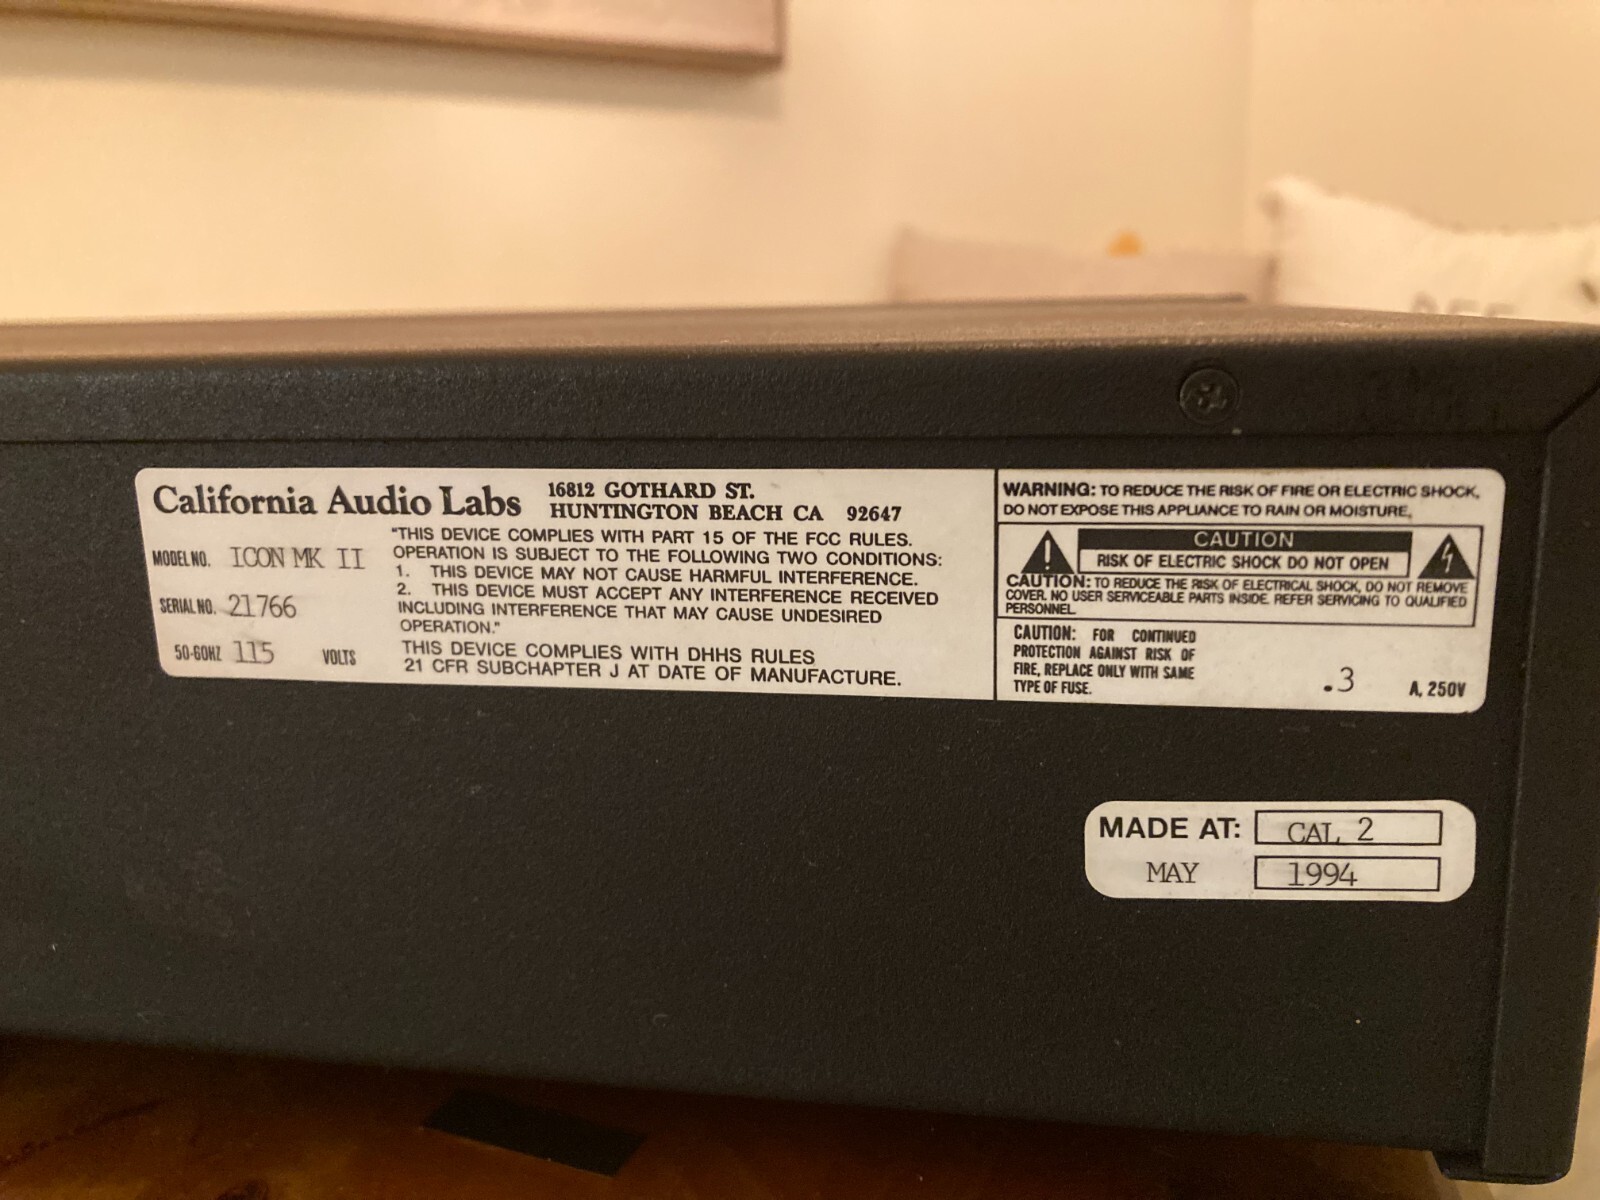 California Audio Labs
16812 GOTHARD ST.
HUNTINGTON BEACH CA 92647
MODEL NO. ICON MK II
SERIAL NO. 21766
50-60HZ 115 VOLTS
"THIS DEVICE COMPLIES WITH PART 15 OF THE FCC RULES.
OPERATION IS SUBJECT TO THE FOLLOWING TWO CONDITIONS:
1. THIS DEVICE MAY NOT CAUSE HARMFUL INTERFERENCE.
2. THIS DEVICE MUST ACCEPT ANY INTERFERENCE RECEIVED
INCLUDING INTERFERENCE THAT MAY CAUSE UNDESIRED
OPERATION."
THIS DEVICE COMPLIES WITH DHHS RULES
21 CFR SUBCHAPTER J AT DATE OF MANUFACTURE.
WARNING: TO REDUCE THE RISK OF FIRE OR ELECTRIC SHOCK,
DO NOT EXPOSE THIS APPLIANCE TO RAIN OR MOISTURE.
CAUTION
RISK OF ELECTRIC SHOCK DO NOT OPEN
CAUTION: TO REDUCE THE RISK OF ELECTRICAL SHOCK, DO NOT REMOVE
COVER. NO USER SERVICEABLE PARTS INSIDE. REFER SERVICING TO QUALIFIED
PERSONNEL.
CAUTION: FOR CONTINUED
PROTECTION AGAINST RISK OF
FIRE, REPLACE ONLY WITH SAME
TYPE OF FUSE.
.3 A, 250V
MADE AT: CAL 2
MAY 1994